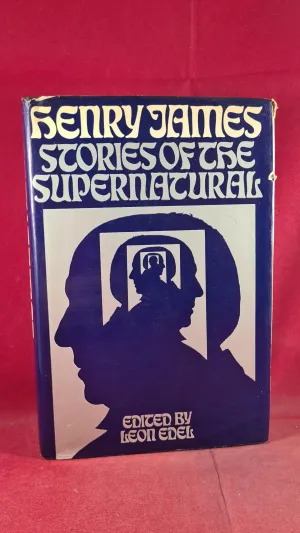 HENRY JAMES
STORIES OF THE
SUPERNATURAL
EDITED BY
LEON EDEL